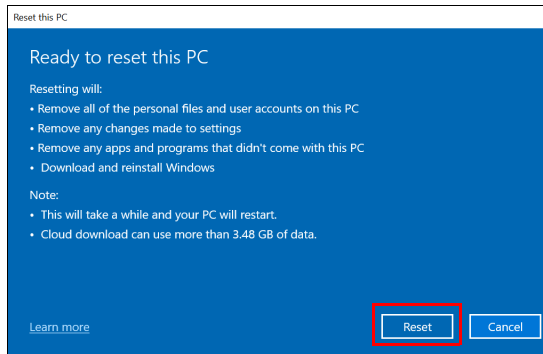 Reset this PC
Ready to reset this PC
Resetting will:
• Remove all of the personal files and user accounts on this PC
• Remove any changes made to settings
• Remove any apps and programs that didn't come with this PC
• Download and reinstall Windows
Note:
• This will take a while and your PC will restart.
• Cloud download can use more than 3.48 GB of data.
Learn more
Reset
Cancel